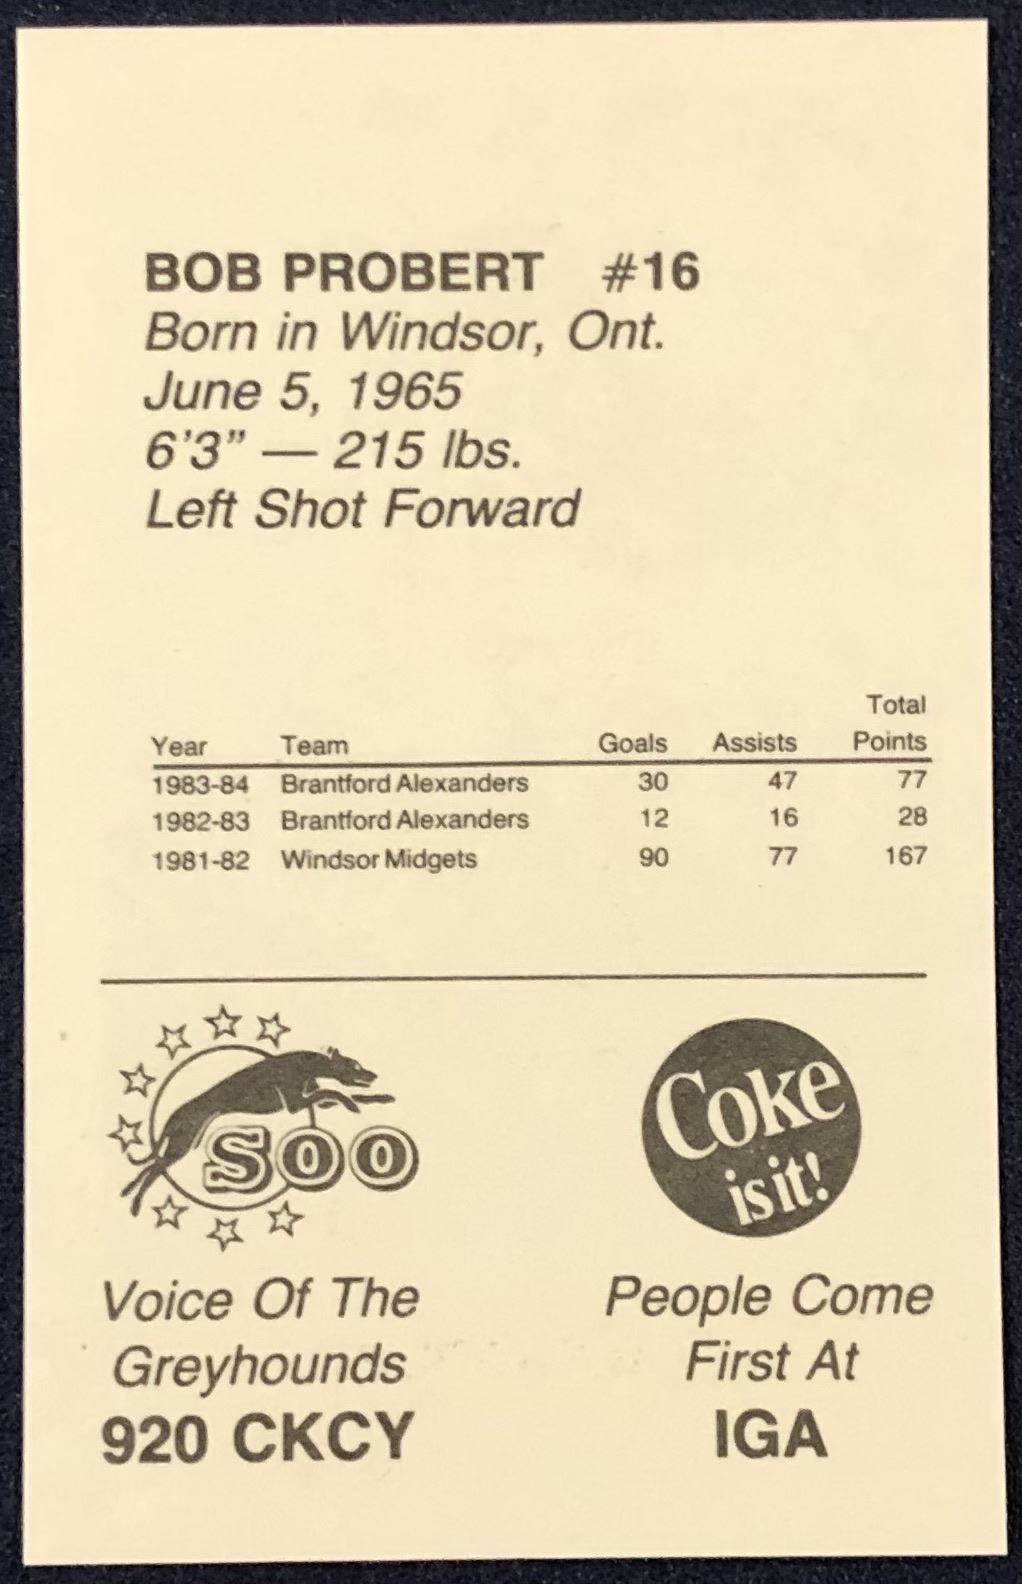 BOB PROBERT #16
Born in Windsor, Ont.
June 5, 1965
6'3" — 215 lbs.
Left Shot Forward
Total
Year Team Goals Assists Points
1983-84 Brantford Alexanders 30 47 77
1982-83 Brantford Alexanders 12 16 28
1981-82 Windsor Midgets 90 77 167
SOO
Coke
is it!
Voice Of The
Greyhounds
920 CKCY
People Come
First At
IGA